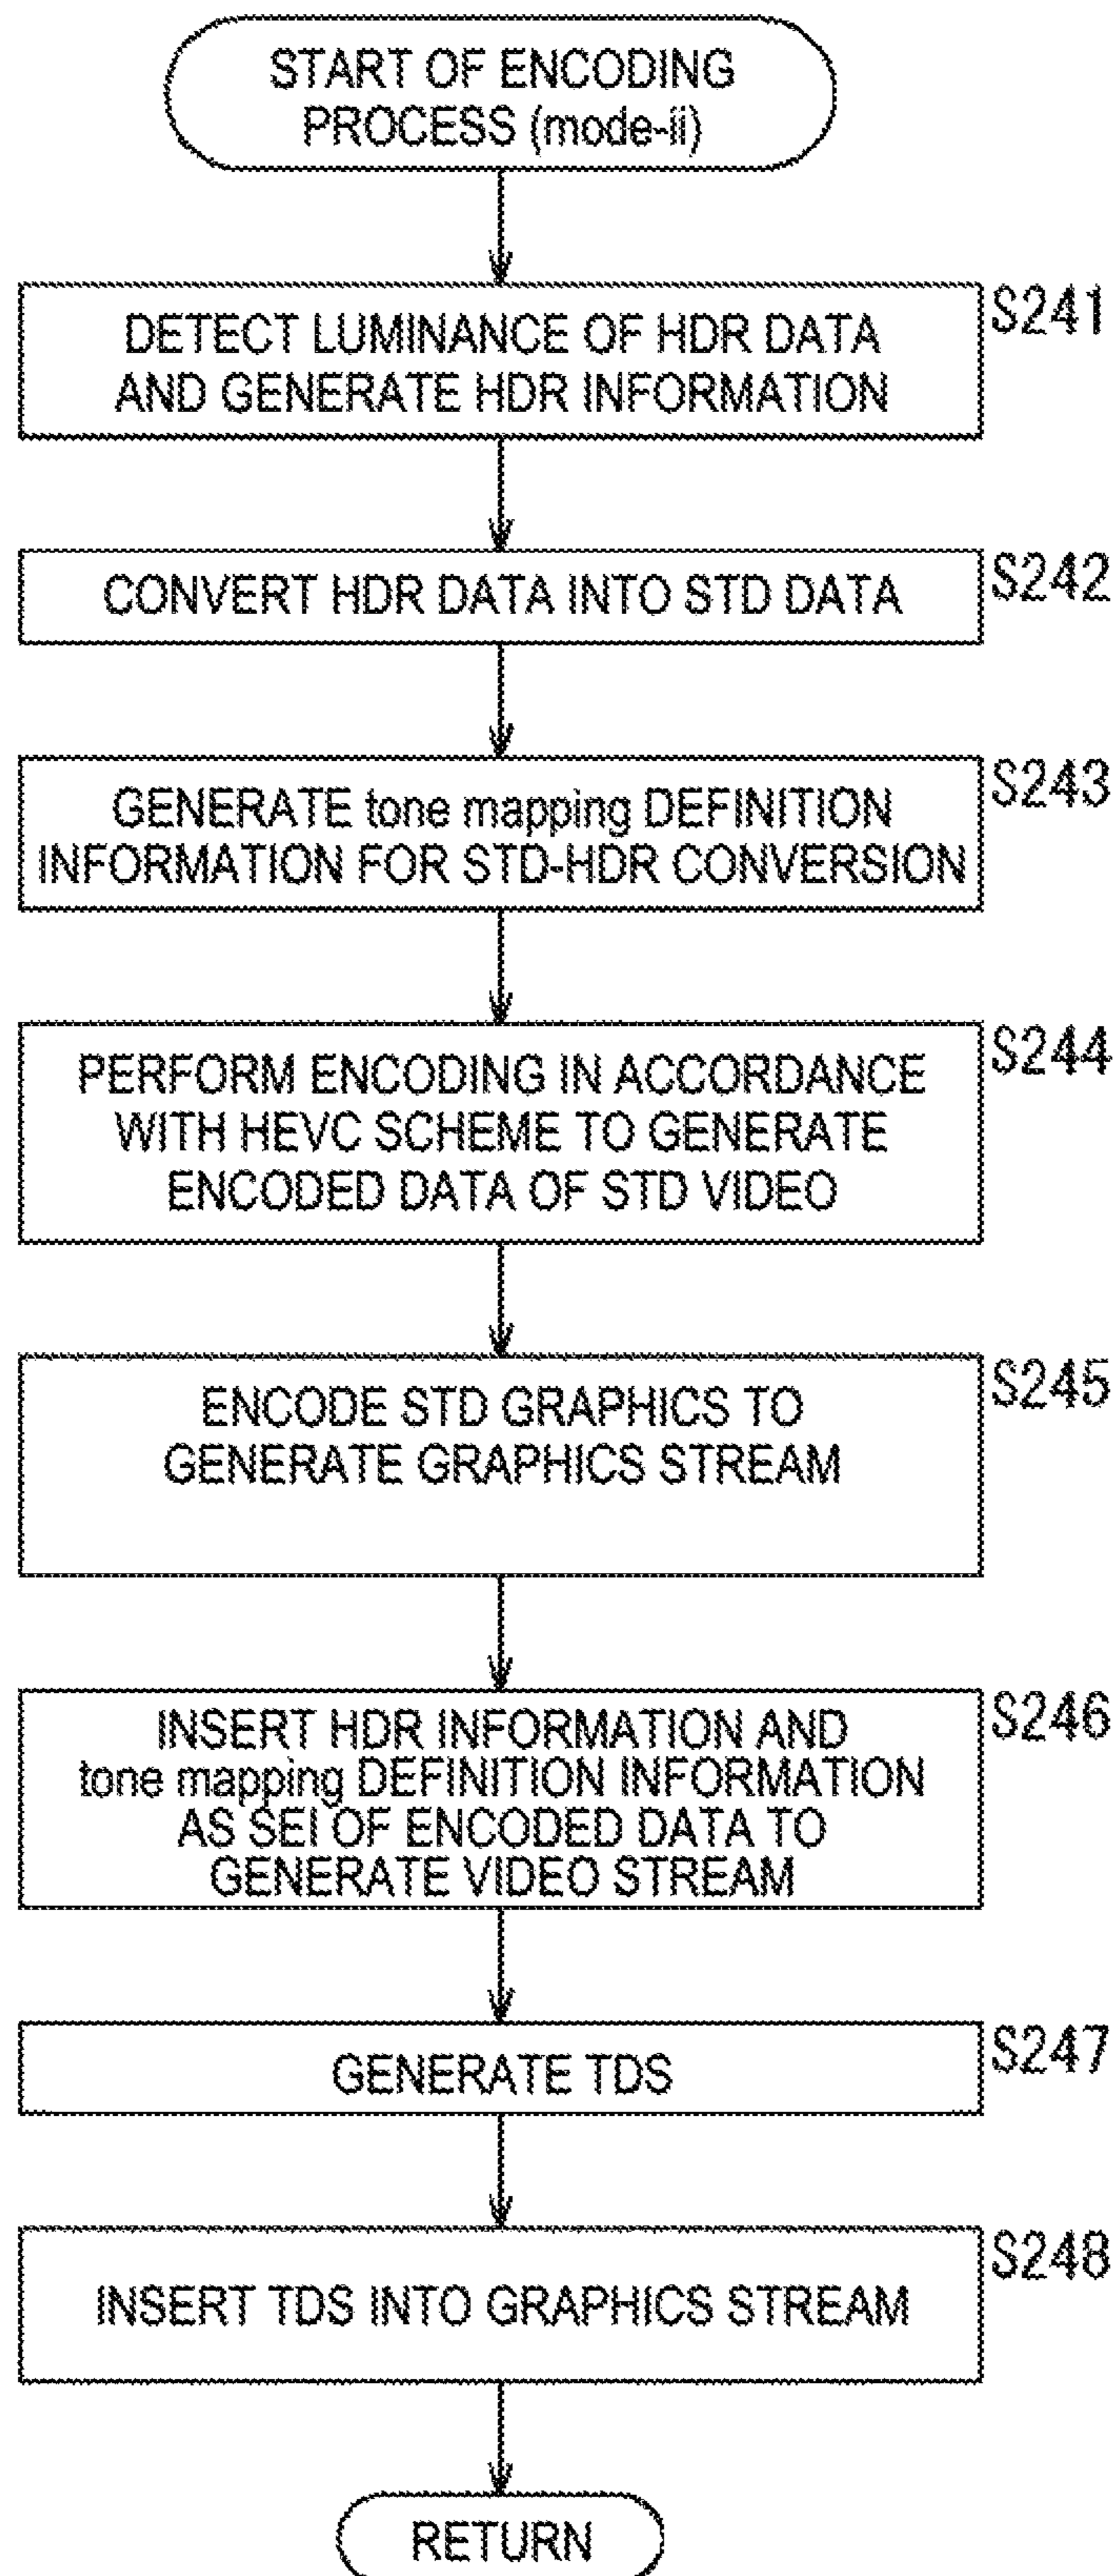 START OF ENCODING
PROCESS (mode-ii)
S241
DETECT LUMINANCE OF HDR DATA
AND GENERATE HDR INFORMATION
S242
CONVERT HDR DATA INTO STD DATA
S243
GENERATE tone mapping DEFINITION
INFORMATION FOR STD-HDR CONVERSION
S244
PERFORM ENCODING IN ACCORDANCE
WITH HEVC SCHEME TO GENERATE
ENCODED DATA OF STD VIDEO
S245
ENCODE STD GRAPHICS TO
GENERATE GRAPHICS STREAM
S246
INSERT HDR INFORMATION AND
tone mapping DEFINITION INFORMATION
AS SEI OF ENCODED DATA TO
GENERATE VIDEO STREAM
S247
GENERATE TDS
S248
INSERT TDS INTO GRAPHICS STREAM
RETURN